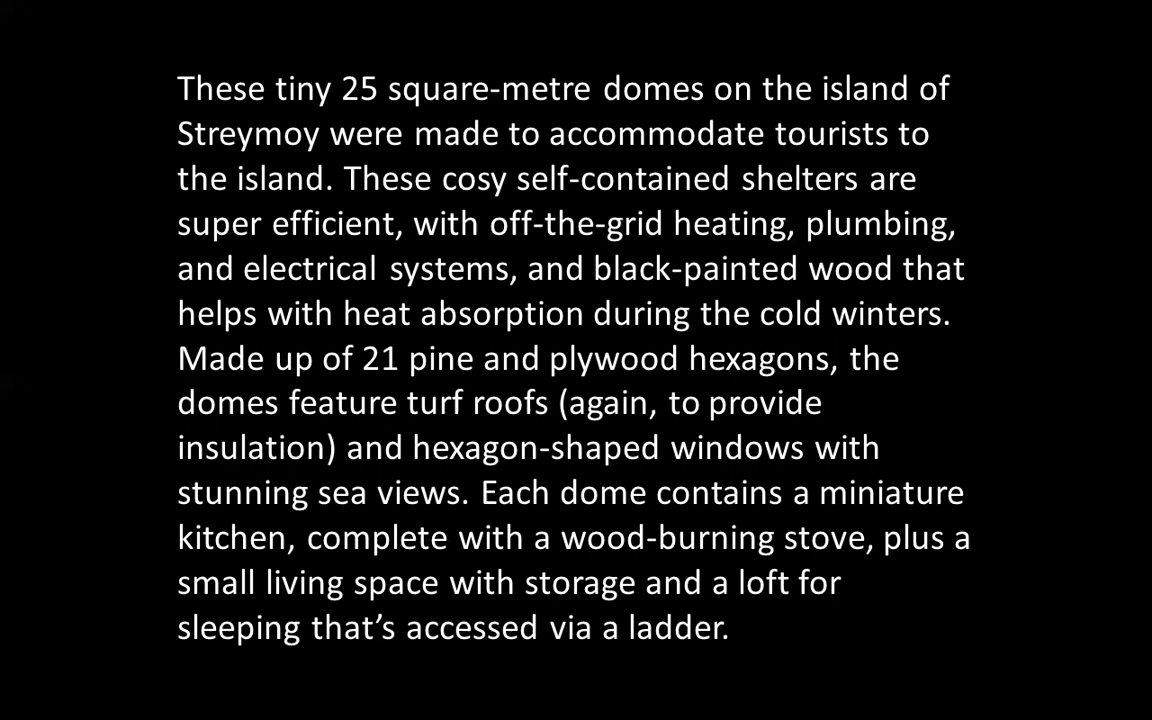 These tiny 25 square-metre domes on the island of
Streymoy were made to accommodate tourists to
the island. These cosy self-contained shelters are
super efficient, with off-the-grid heating, plumbing,
and electrical systems, and black-painted wood that
helps with heat absorption during the cold winters.
Made up of 21 pine and plywood hexagons, the
domes feature turf roofs (again, to provide
insulation) and hexagon-shaped windows with
stunning sea views. Each dome contains a miniature
kitchen, complete with a wood-burning stove, plus a
small living space with storage and a loft for
sleeping that’s accessed via a ladder.